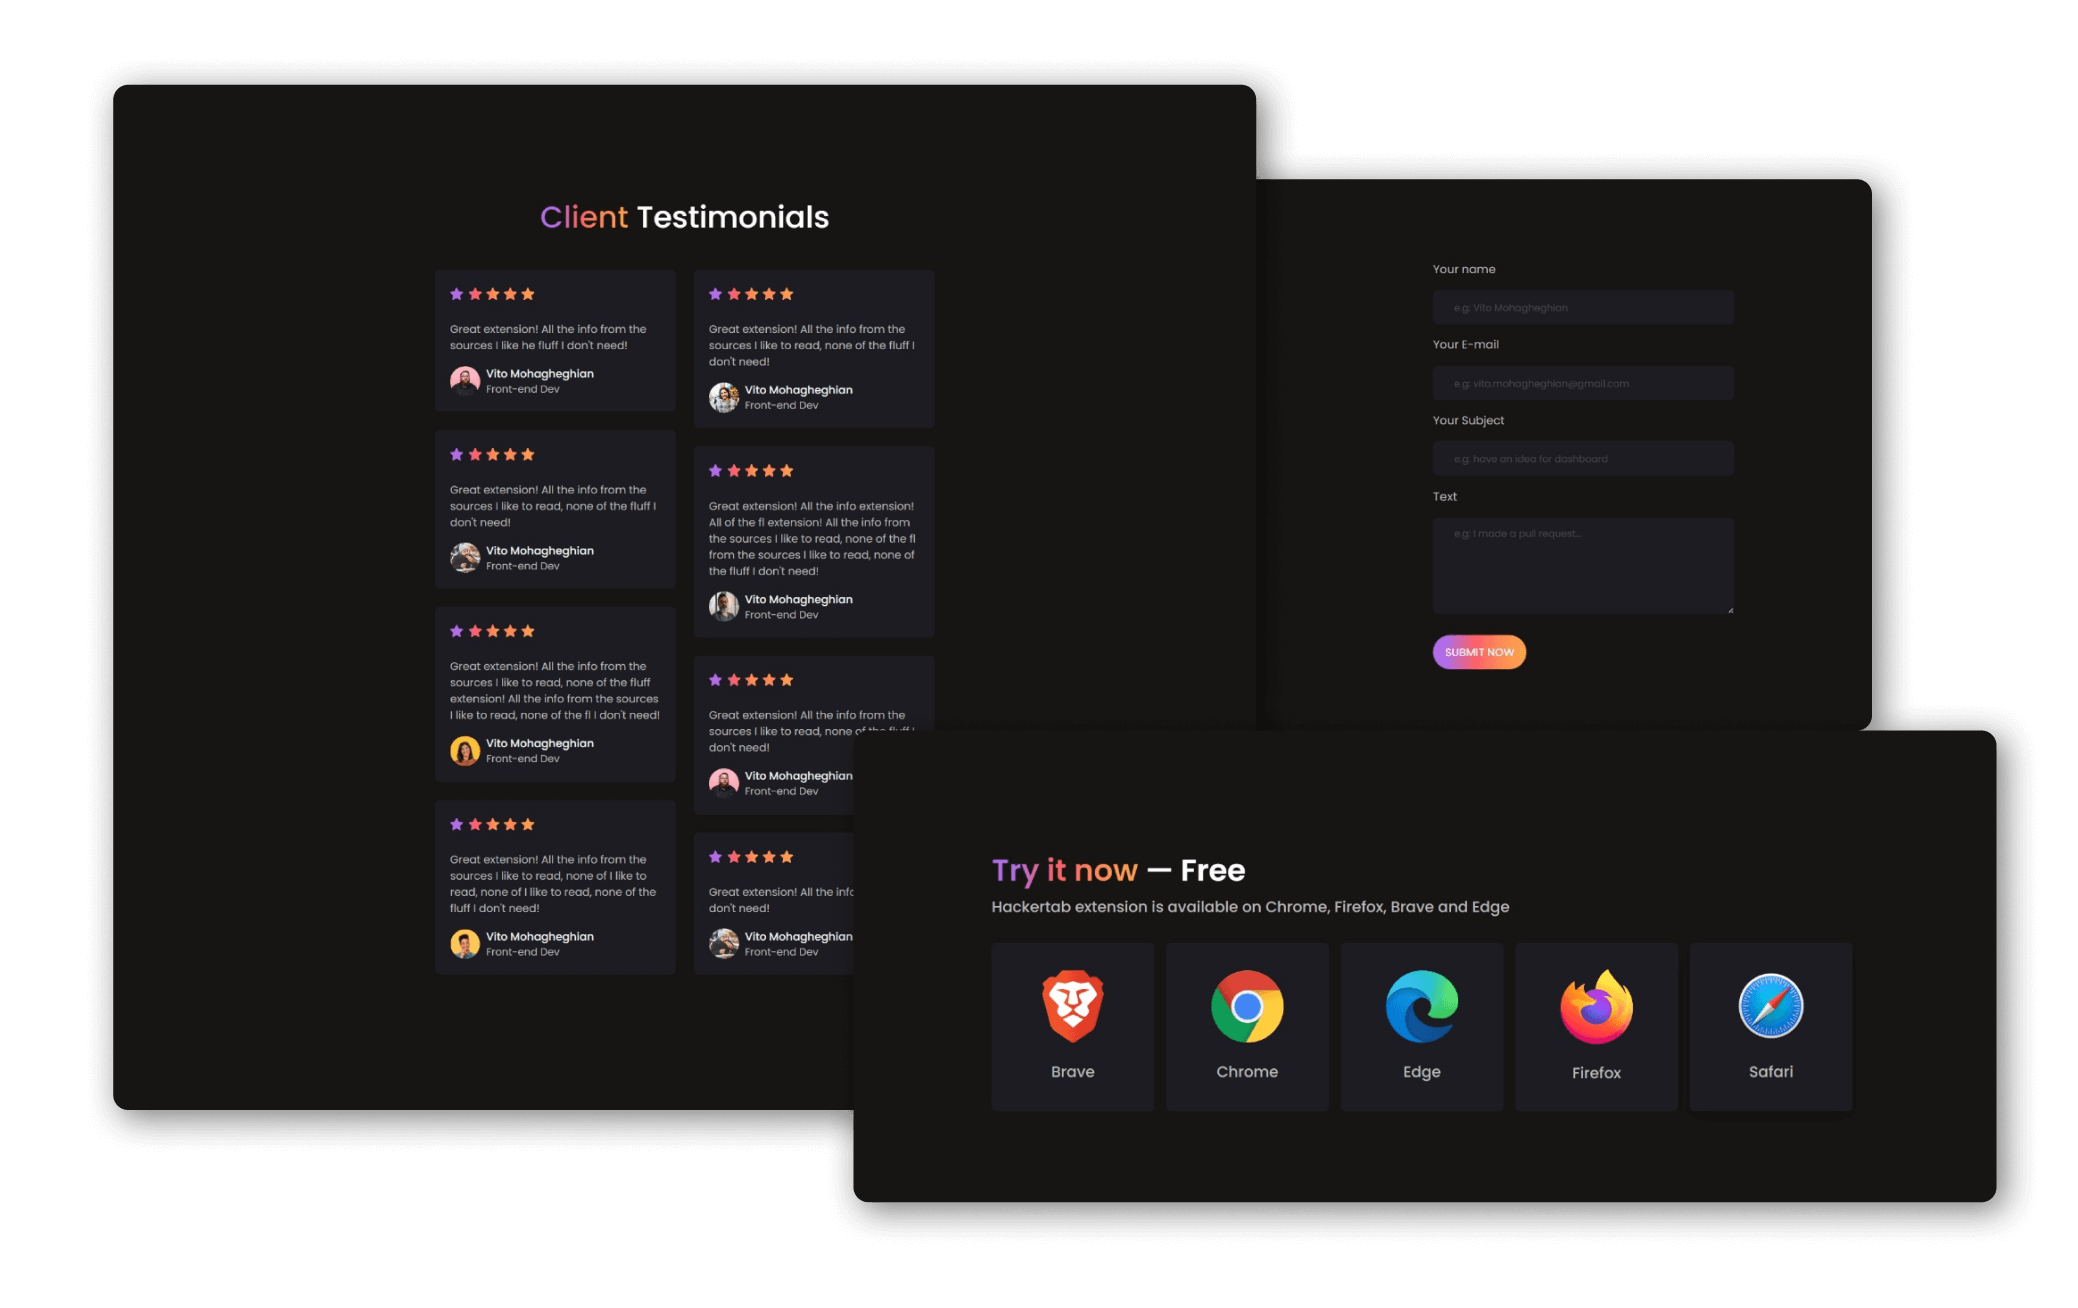 Client Testimonials
Great extension! All the info from the
sources I like he fluff I don't need!
Vito Mohagheghian
Front-end Dev
Great extension! All the info from the
sources I like to read, none of the fluff I
don't need!
Vito Mohagheghian
Front-end Dev
Great extension! All the info from the
sources I like to read, none of the fluff
extension! All the info from the sources
I like to read, none of the fl I don't need!
Vito Mohagheghian
Front-end Dev
Great extension! All the info from the
sources I like to read, none of I like to
read, none of I like to read, none of the
fluff I don't need!
Vito Mohagheghian
Front-end Dev
Great extension! All the info from the
sources I like to read, none of the fluff I
don't need!
Vito Mohagheghian
Front-end Dev
Great extension! All the info extension!
All of the fl extension! All the info from
the sources I like to read, none of the fl
from the sources I like to read, none of
the fluff I don't need!
Vito Mohagheghian
Front-end Dev
Great extension! All the info from the
sources I like to read, none of the fluff I
don't need!
Vito Mohagheghian
Front-end Dev
Great extension! All the info
don't need!
Vito Mohagheghian
Front-end Dev
Your name
e.g: Vito Mohagheghian
Your E-mail
e.g: vito.mohagheghian@gmail.com
Your Subject
e.g: have an idea for dashboard
Text
e.g: I made a pull request...
SUBMIT NOW
Try it now — Free
Hackertab extension is available on Chrome, Firefox, Brave and Edge
Brave
Chrome
Edge
Firefox
Safari